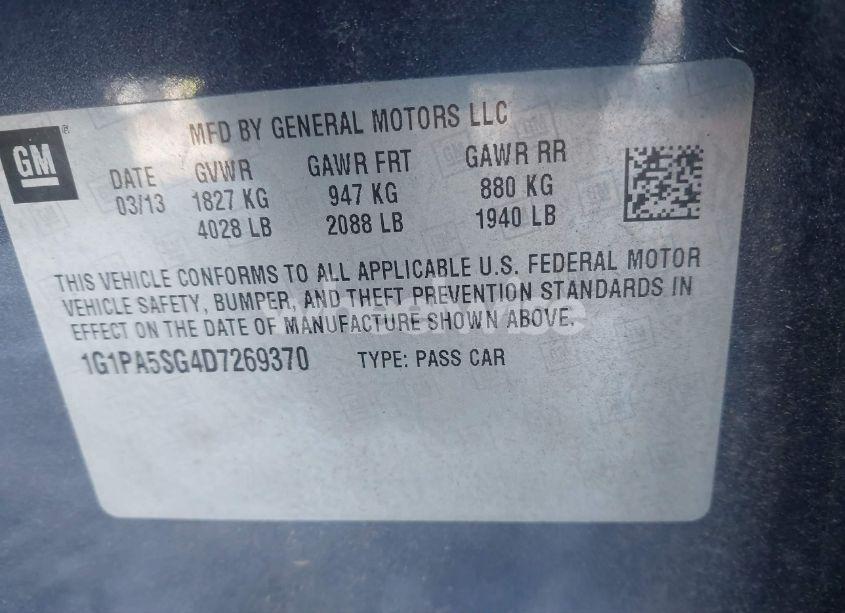 MFD BY GENERAL MOTORS LLC
GM®
DATE GVWR GAWR FRT GAWR RR
03/13 1827 KG 947 KG 880 KG
4028 LB 2088 LB 1940 LB
THIS VEHICLE CONFORMS TO ALL APPLICABLE U.S. FEDERAL MOTOR
VEHICLE SAFETY, BUMPER, AND THEFT PREVENTION STANDARDS IN
EFFECT ON THE DATE OF MANUFACTURE SHOWN ABOVE.
1G1PA5SG4D7269370 TYPE: PASS CAR